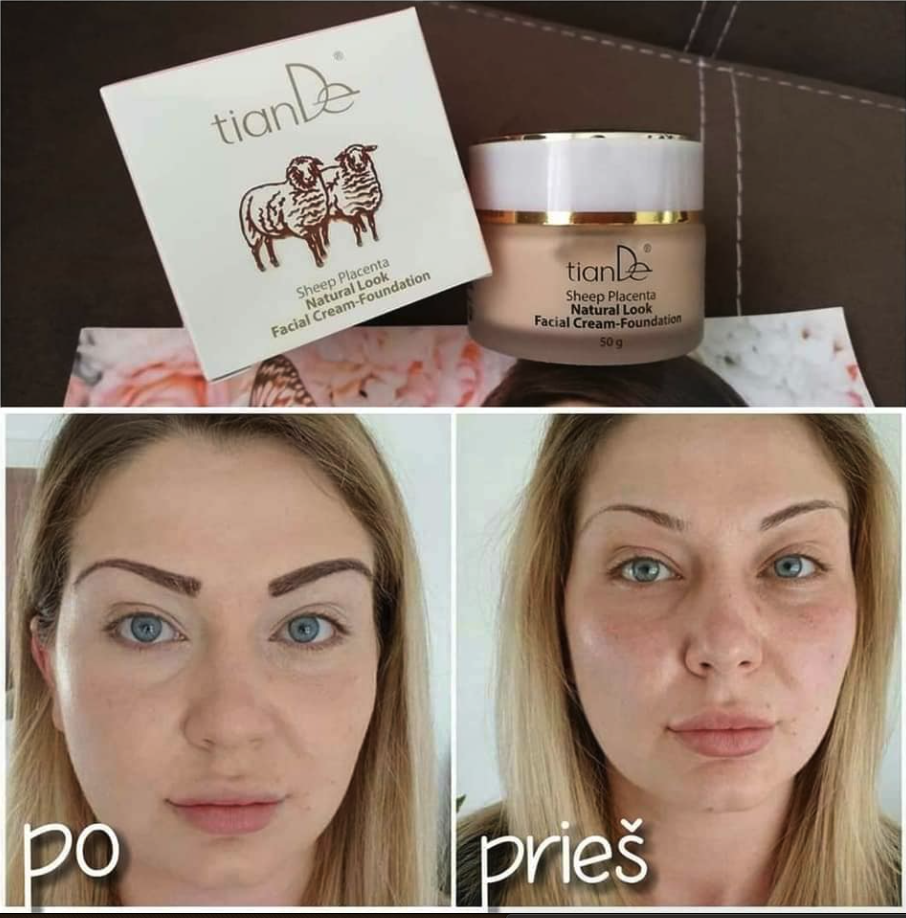 tianDe®
Sheep Placenta
Natural Look
Facial Cream-Foundation
tianDe®
Sheep Placenta
Natural Look
Facial Cream-Foundation
50 g
po
prieš